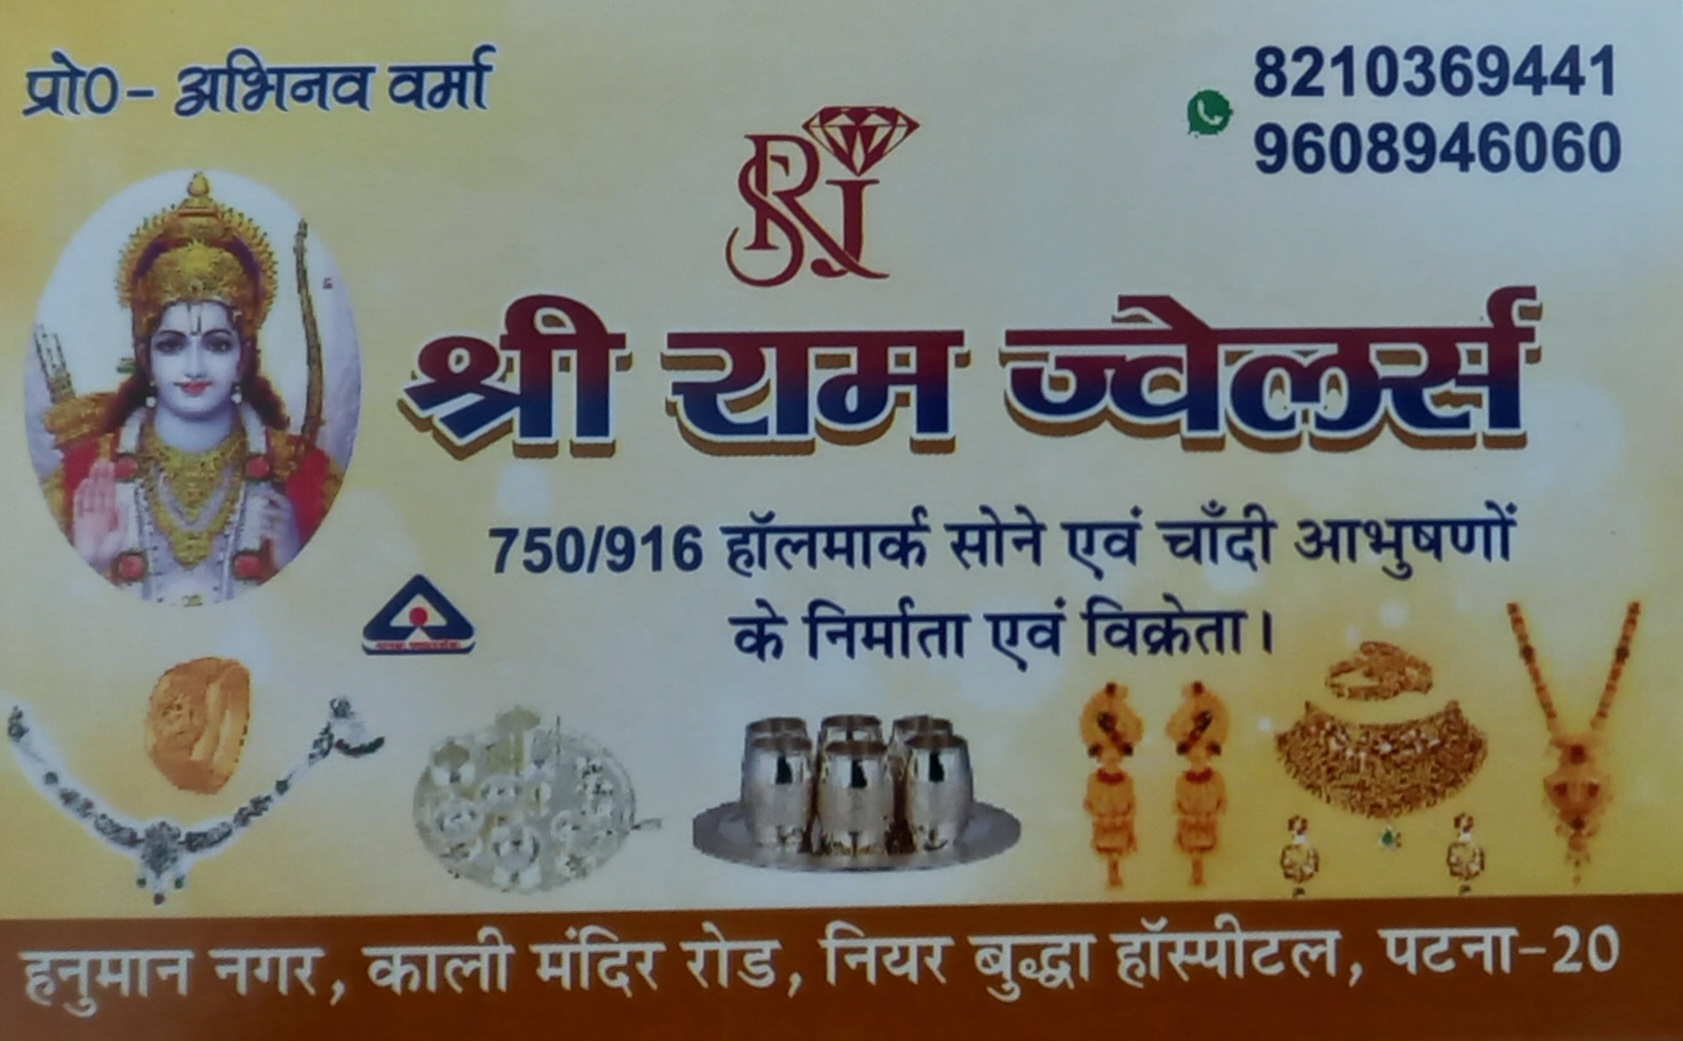 प्रो0- अभिनव वर्मा
8210369441
9608946060
SRJ
श्री राम ज्वेलर्स
750/916 हॉलमार्क सोने एवं चाँदी आभुषणों
के निर्माता एवं विक्रेता।
हनुमान नगर, काली मंदिर रोड, नियर बुद्धा हॉस्पीटल, पटना-20